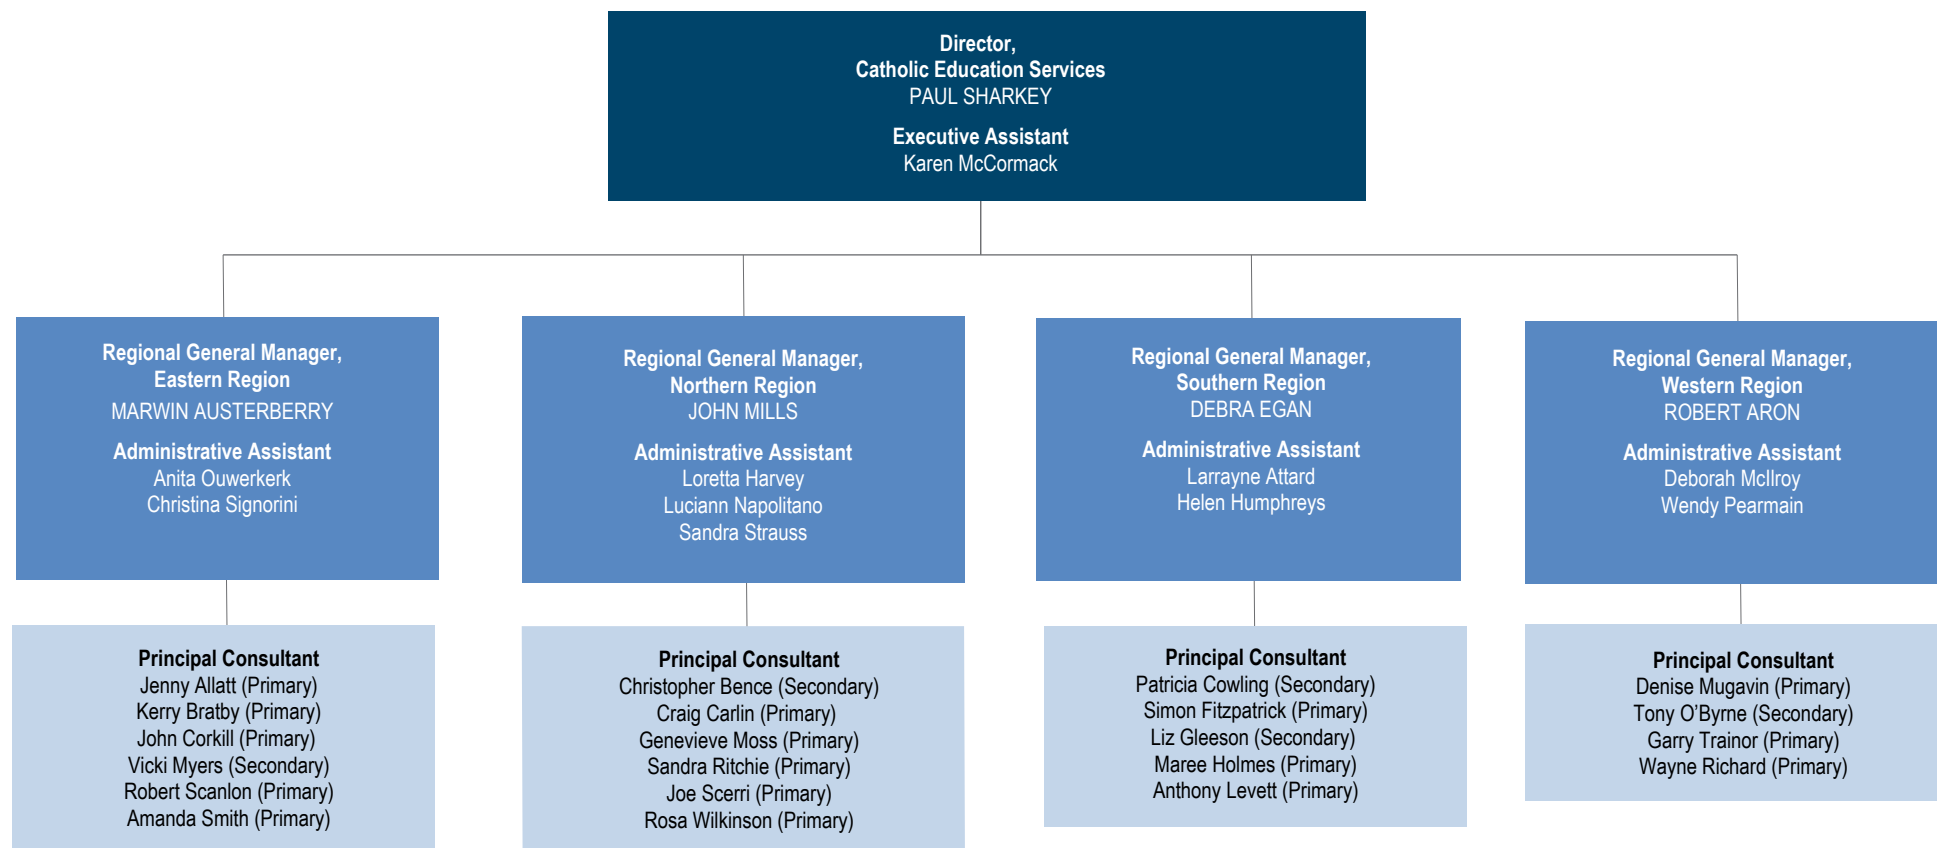 Director,
Catholic Education Services
PAUL SHARKEY
Executive Assistant
Karen McCormack
Regional General Manager,
Eastern Region
MARWIN AUSTERBERRY
Administrative Assistant
Anita Ouwerkerk
Christina Signorini
Regional General Manager,
Northern Region
JOHN MILLS
Administrative Assistant
Loretta Harvey
Luciann Napolitano
Sandra Strauss
Regional General Manager,
Southern Region
DEBRA EGAN
Administrative Assistant
Larrayne Attard
Helen Humphreys
Regional General Manager,
Western Region
ROBERT ARON
Administrative Assistant
Deborah McIlroy
Wendy Pearmain
Principal Consultant
Jenny Allatt (Primary)
Kerry Bratby (Primary)
John Corkill (Primary)
Vicki Myers (Secondary)
Robert Scanlon (Primary)
Amanda Smith (Primary)
Principal Consultant
Christopher Bence (Secondary)
Craig Carlin (Primary)
Genevieve Moss (Primary)
Sandra Ritchie (Primary)
Joe Scerri (Primary)
Rosa Wilkinson (Primary)
Principal Consultant
Patricia Cowling (Secondary)
Simon Fitzpatrick (Primary)
Liz Gleeson (Secondary)
Maree Holmes (Primary)
Anthony Levett (Primary)
Principal Consultant
Denise Mugavin (Primary)
Tony O’Byrne (Secondary)
Garry Trainor (Primary)
Wayne Richard (Primary)